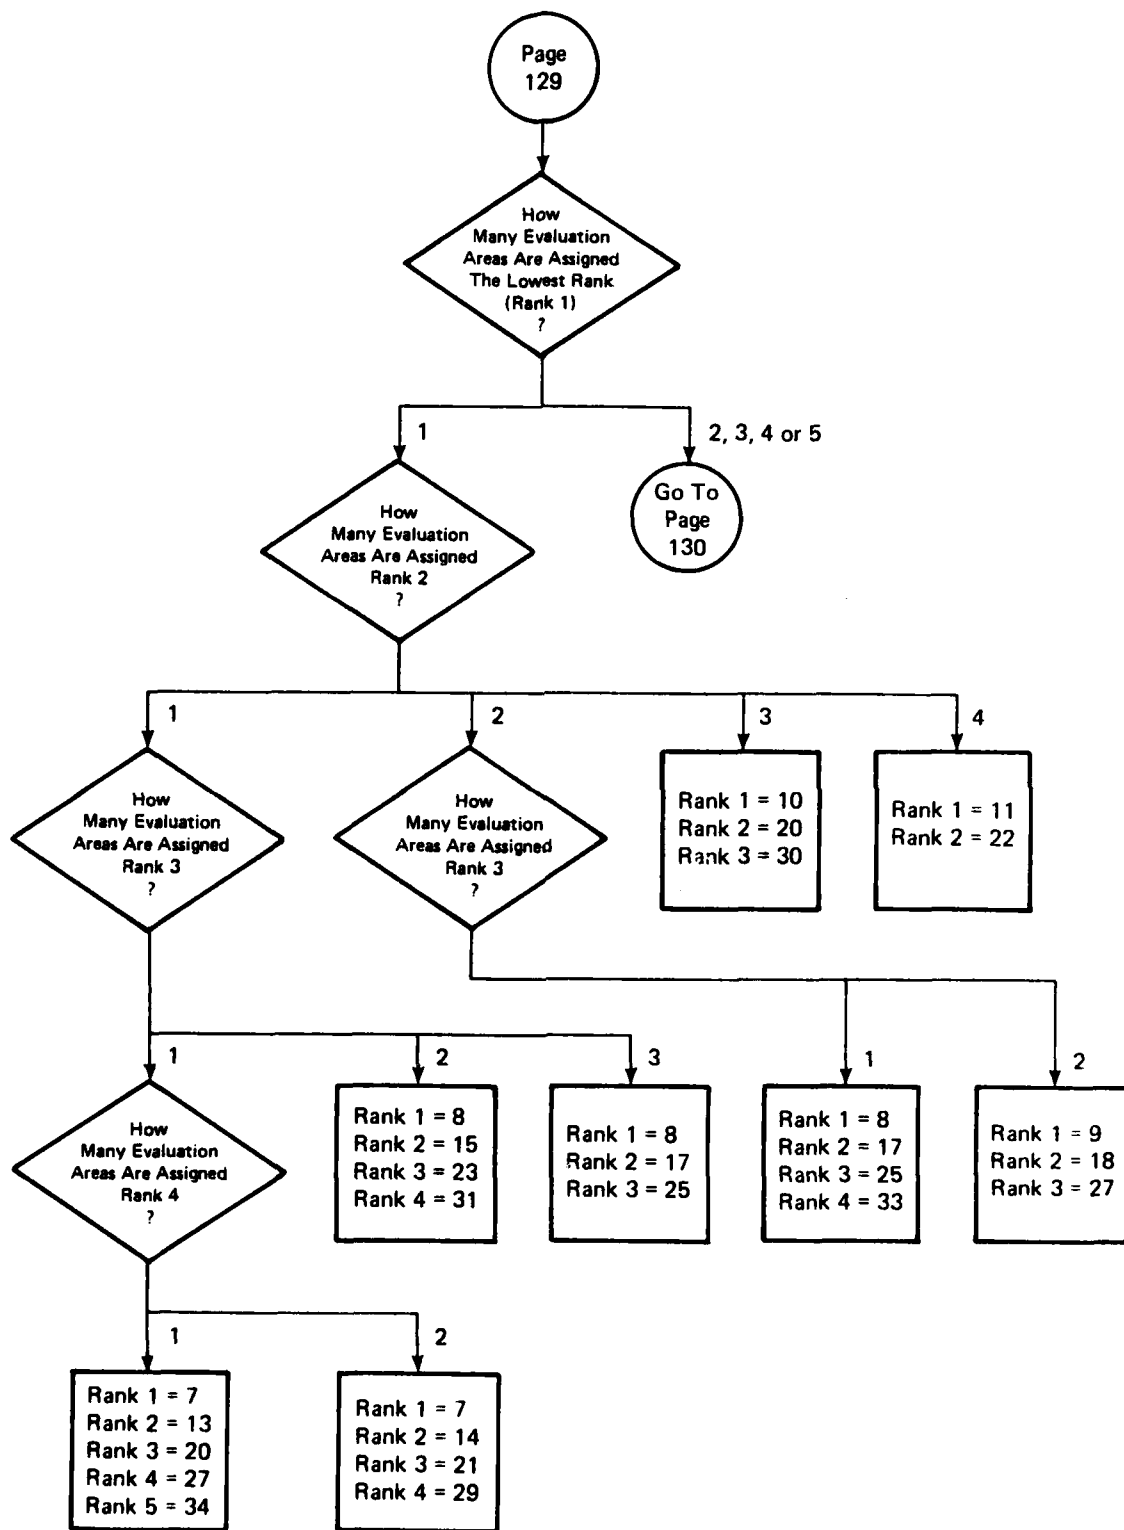 Page
129
How
Many Evaluation
Areas Are Assigned
The Lowest Rank
(Rank 1)
?
1
2, 3, 4 or 5
Go To
Page
130
How
Many Evaluation
Areas Are Assigned
Rank 2
?
1
2
3
4
How
Many Evaluation
Areas Are Assigned
Rank 3
?
How
Many Evaluation
Areas Are Assigned
Rank 3
?
Rank 1 = 10
Rank 2 = 20
Rank 3 = 30
Rank 1 = 11
Rank 2 = 22
1
2
3
1
2
How
Many Evaluation
Areas Are Assigned
Rank 4
?
Rank 1 = 8
Rank 2 = 15
Rank 3 = 23
Rank 4 = 31
Rank 1 = 8
Rank 2 = 17
Rank 3 = 25
Rank 1 = 8
Rank 2 = 17
Rank 3 = 25
Rank 4 = 33
Rank 1 = 9
Rank 2 = 18
Rank 3 = 27
1
2
Rank 1 = 7
Rank 2 = 13
Rank 3 = 20
Rank 4 = 27
Rank 5 = 34
Rank 1 = 7
Rank 2 = 14
Rank 3 = 21
Rank 4 = 29